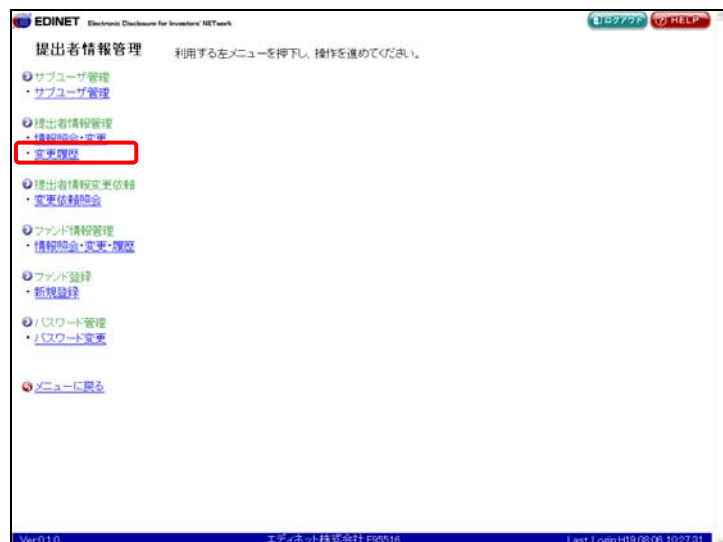 EDINET Electronic Disclosure for Investors' NETwork
ログアウト HELP
提出者情報管理 利用する左メニューを押下し、操作を進めてください。
サブユーザ管理
・サブユーザ管理
提出者情報管理
・情報照会・変更
・変更履歴
提出者情報変更依頼
・変更依頼照会
ファンド情報管理
・情報照会・変更・履歴
ファンド登録
・新規登録
パスワード管理
・パスワード変更
メニューに戻る
Ver.0.1.0 エディネット株式会社 E95516 Last Login:H19.08.06 10:27:31